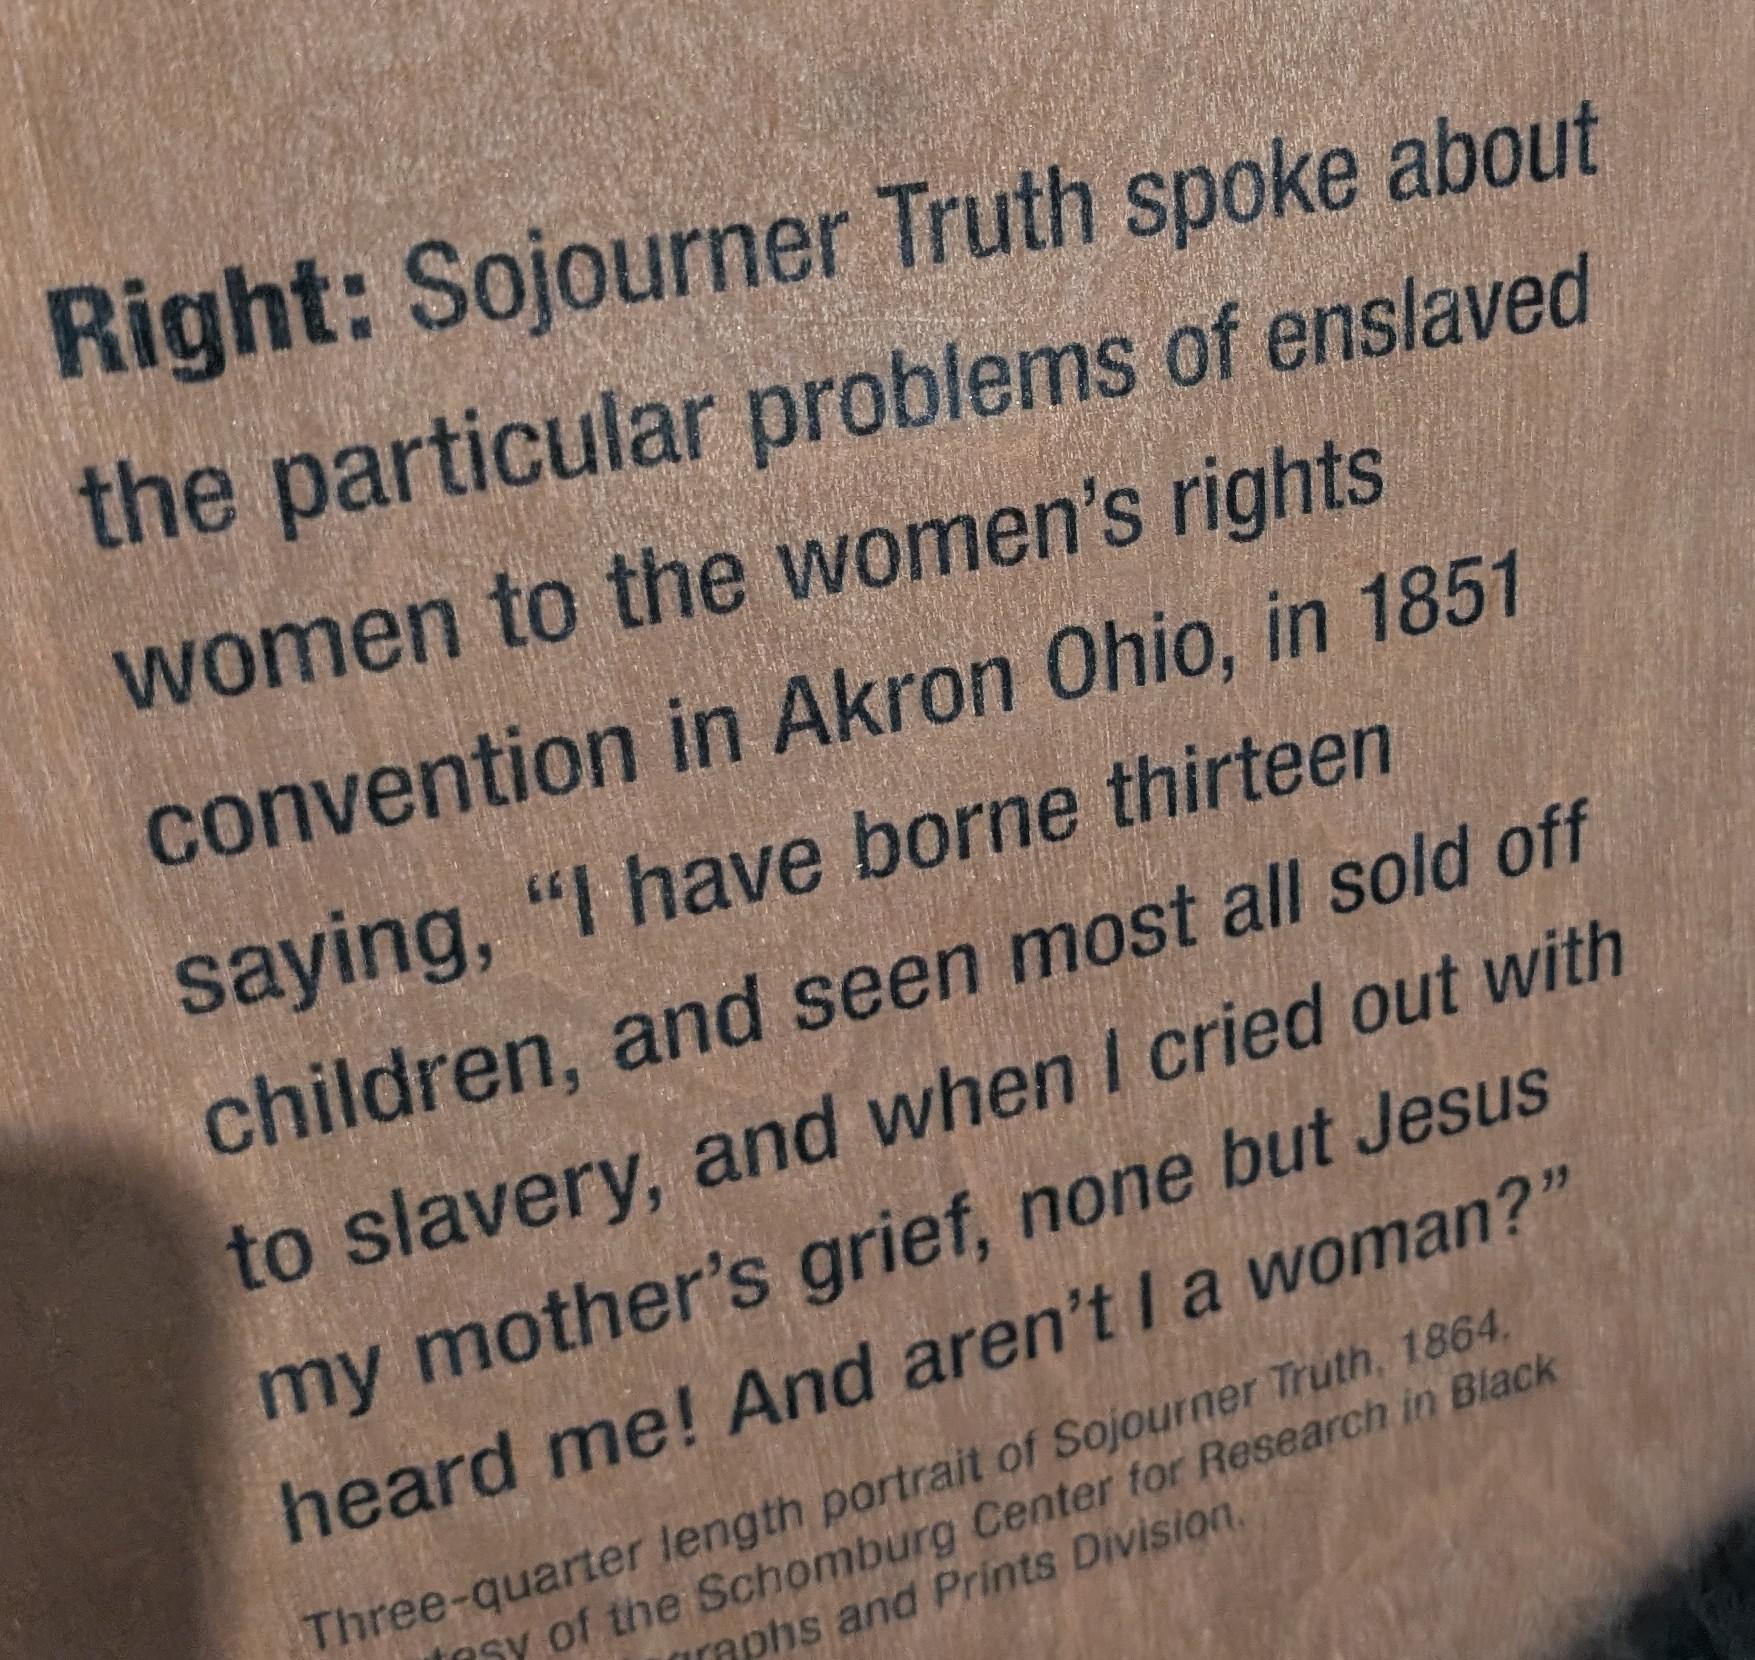 Right: Sojourner Truth spoke about
the particular problems of enslaved
women to the women’s rights
convention in Akron Ohio, in 1851
saying, “I have borne thirteen
children, and seen most all sold off
to slavery, and when I cried out with
my mother’s grief, none but Jesus
heard me! And aren’t I a woman?”
Three-quarter length portrait of Sojourner Truth, 1864.
of the Schomburg Center for Research in Black
and Prints Division.